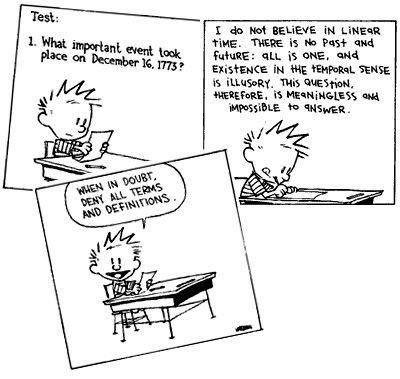 Test:
1. What important event took
place on December 16, 1773?
I DO NOT BELIEVE IN LINEAR
TIME. THERE IS NO PAST AND
FUTURE: ALL IS ONE, AND
EXISTENCE IN THE TEMPORAL SENSE
IS ILLUSORY. THIS QUESTION,
THEREFORE, IS MEANINGLESS AND
IMPOSSIBLE TO ANSWER.
WHEN IN DOUBT,
DENY ALL TERMS
AND DEFINITIONS.